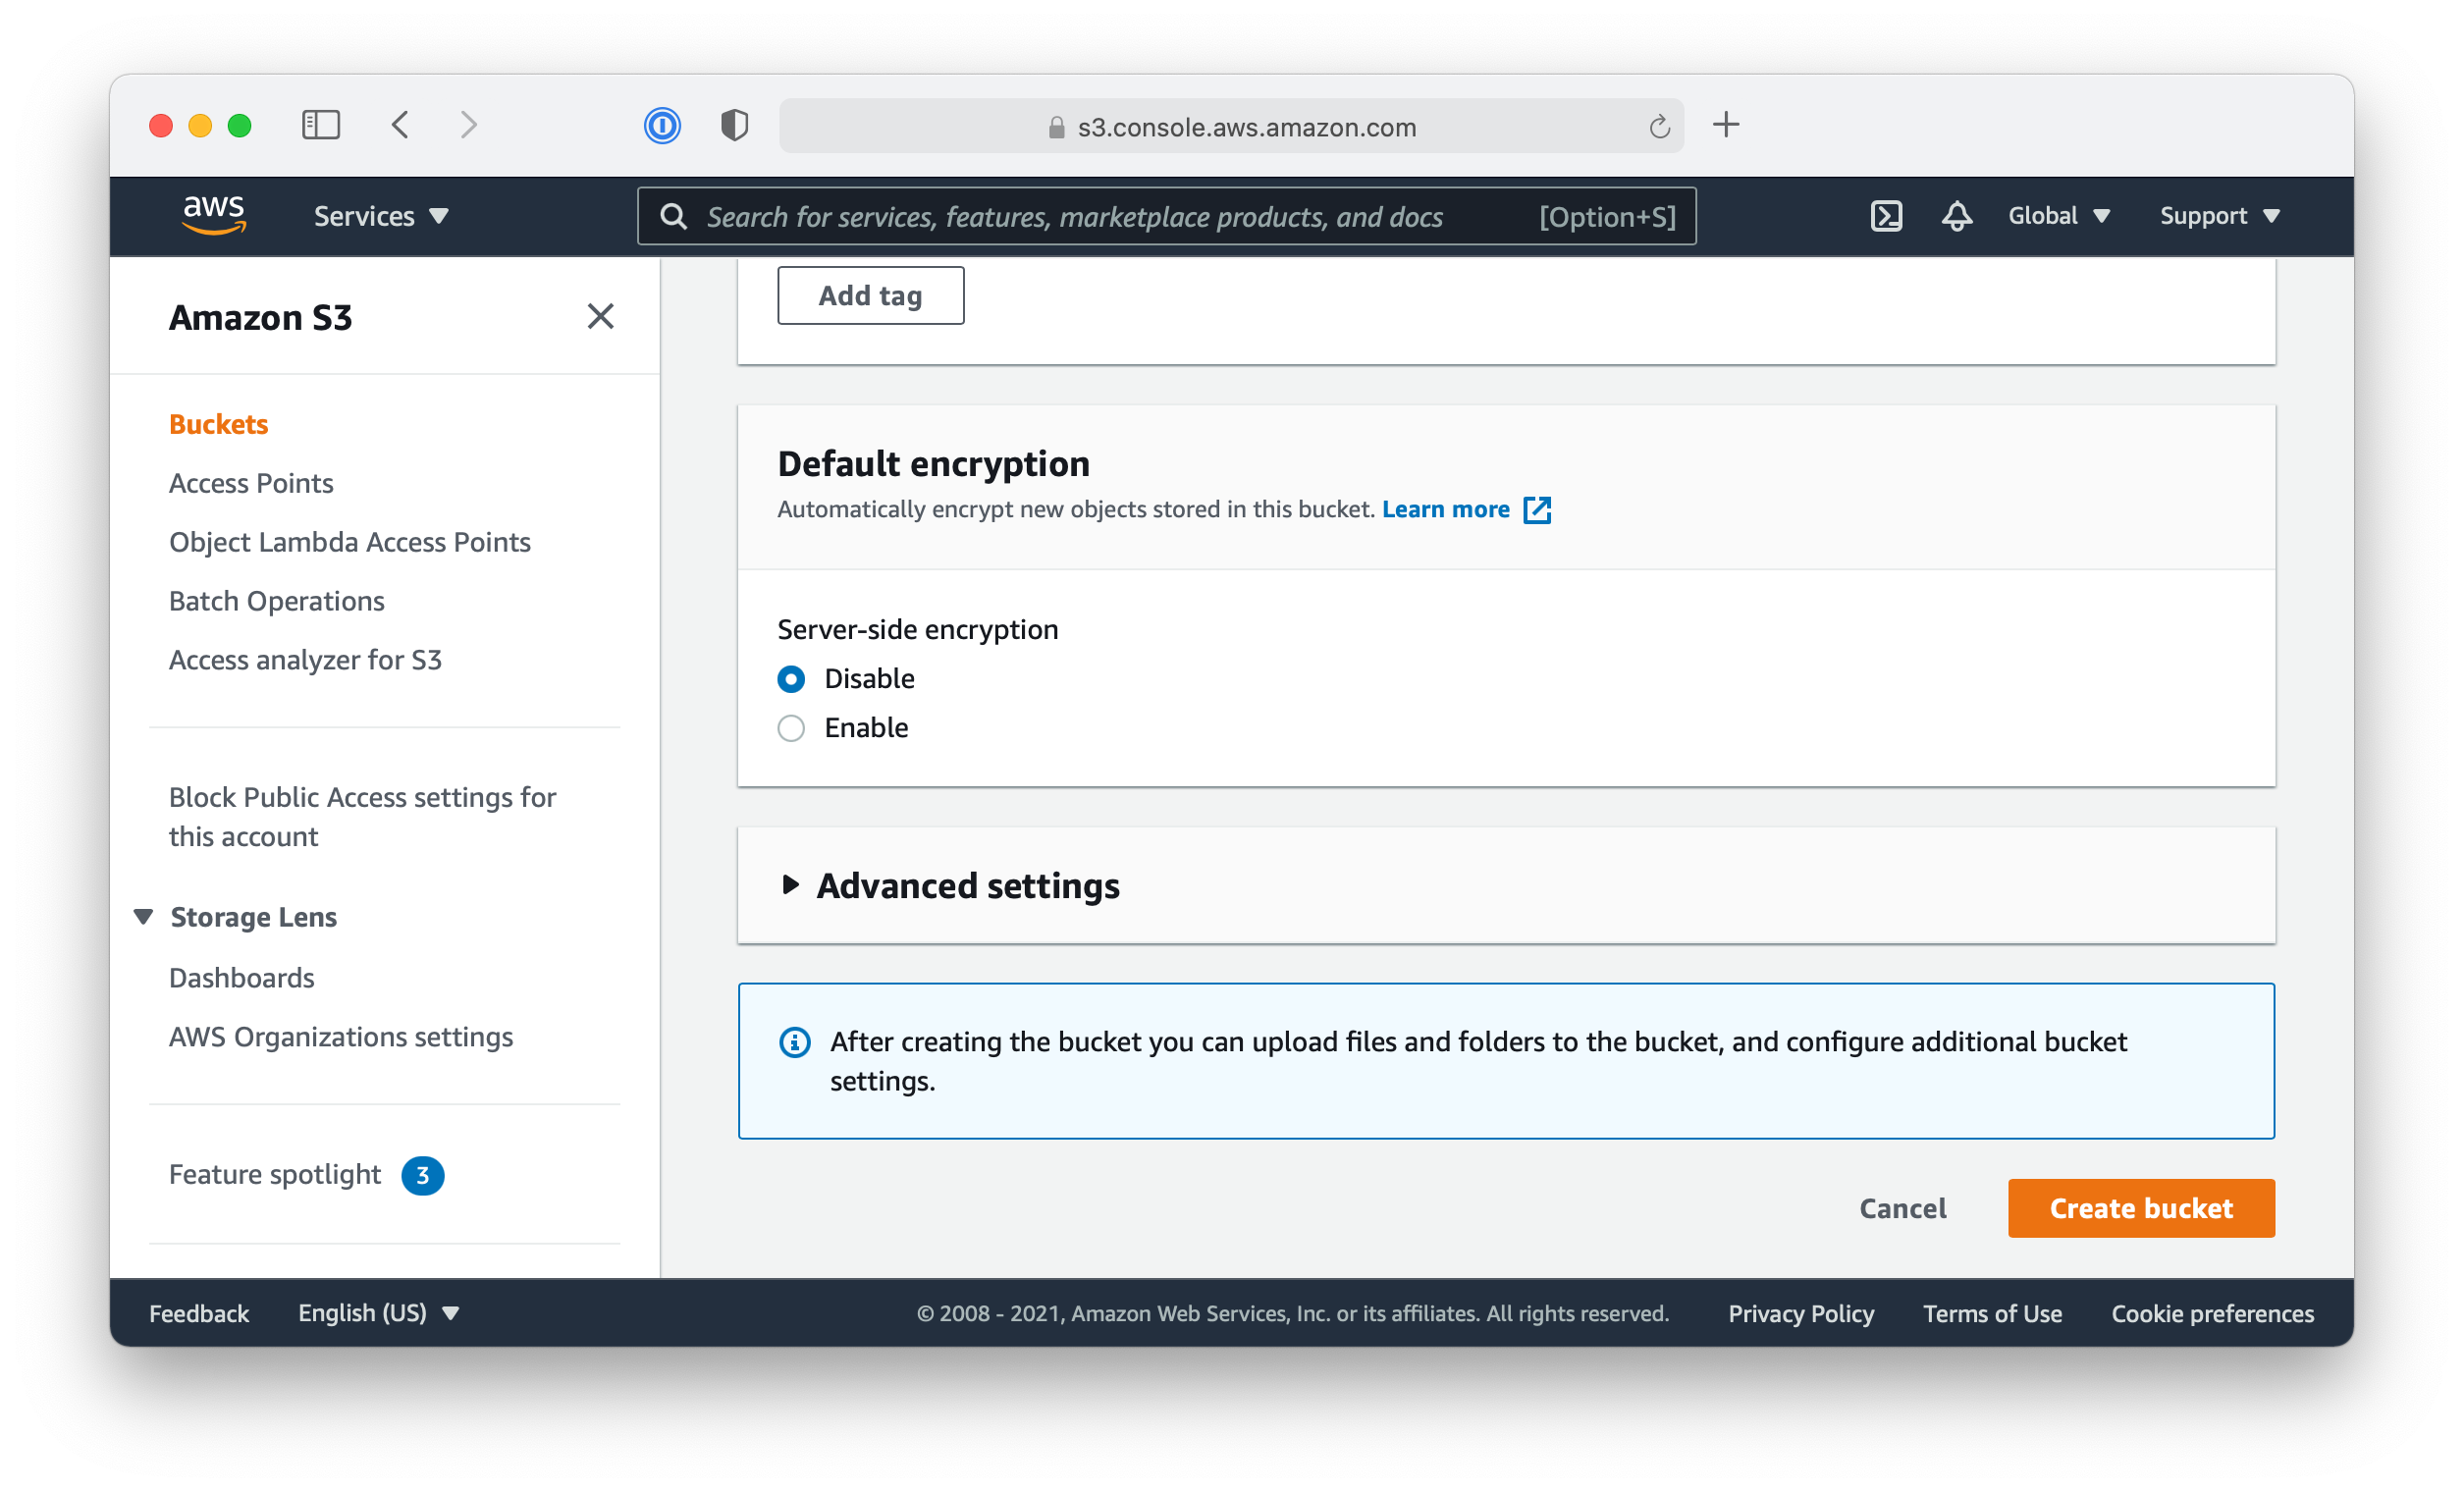 s3.console.aws.amazon.com
aws
Services
Search for services, features, marketplace products, and docs
[Option+S]
Global
Support
Amazon S3
Buckets
Access Points
Object Lambda Access Points
Batch Operations
Access analyzer for S3
Block Public Access settings for
this account
Storage Lens
Dashboards
AWS Organizations settings
Feature spotlight 3
Add tag
Default encryption
Automatically encrypt new objects stored in this bucket. Learn more
Server-side encryption
Disable
Enable
Advanced settings
After creating the bucket you can upload files and folders to the bucket, and configure additional bucket
settings.
Cancel
Create bucket
Feedback
English (US)
© 2008 - 2021, Amazon Web Services, Inc. or its affiliates. All rights reserved.
Privacy Policy
Terms of Use
Cookie preferences